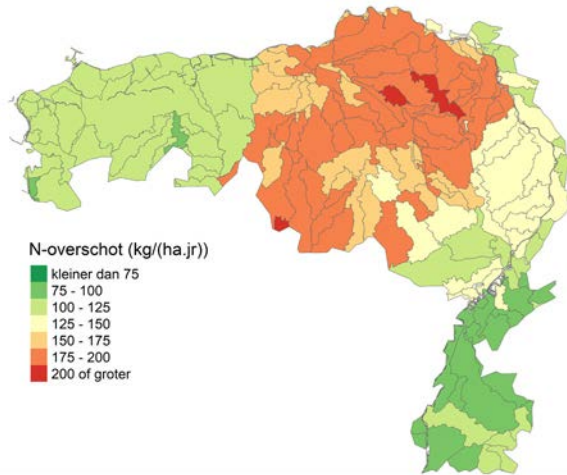 N-overschot (kg/(ha.jr))
kleiner dan 75
75 - 100
100 - 125
125 - 150
150 - 175
175 - 200
200 of groter